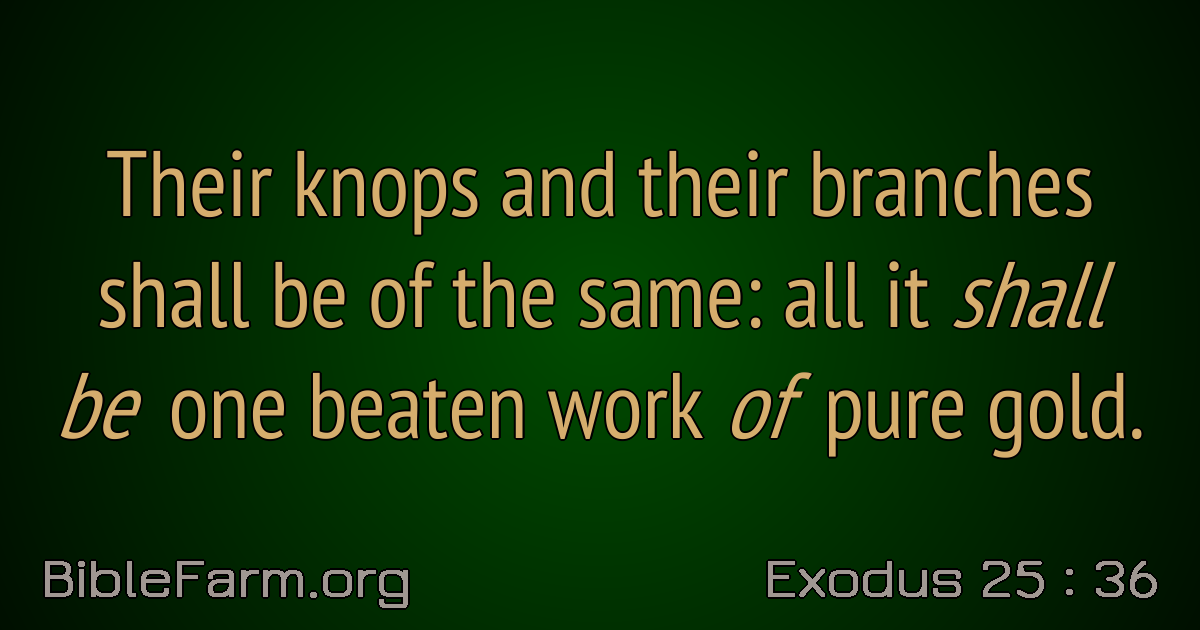 Their knops and their branches
shall be of the same: all it shall
be one beaten work of pure gold.
BibleFarm.org
Exodus 25 : 36